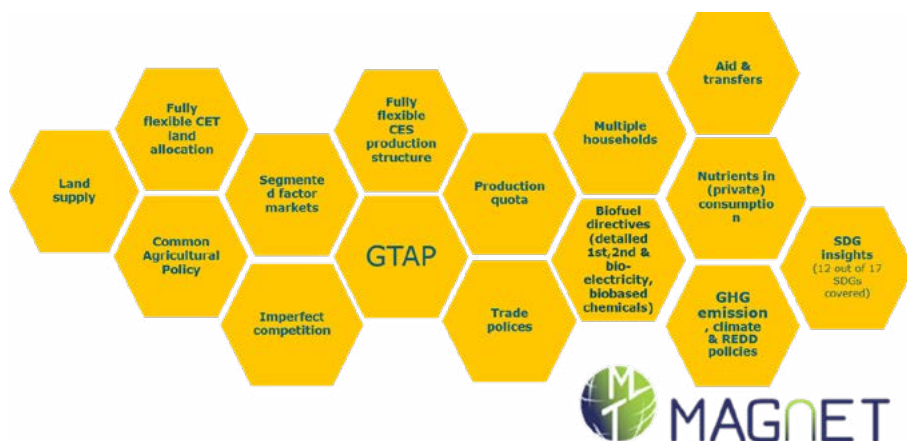 Aid &
transfers
Fully
flexible CET
land
allocation
Fully
flexible
CES
production
structure
Multiple
households
Land
supply
Segmente
d factor
markets
Production
quota
Nutrients in
(private)
consumptio
n
Common
Agricultural
Policy
GTAP
Biofuel
directives
(detailed
1st,2nd &
bio-
electricity,
biobased
chemicals)
SDG
insights
(12 out of 17
SDGs
covered)
Imperfect
competition
Trade
polices
GHG
emission
, climate
& REDD
policies
M
T
MAGNET